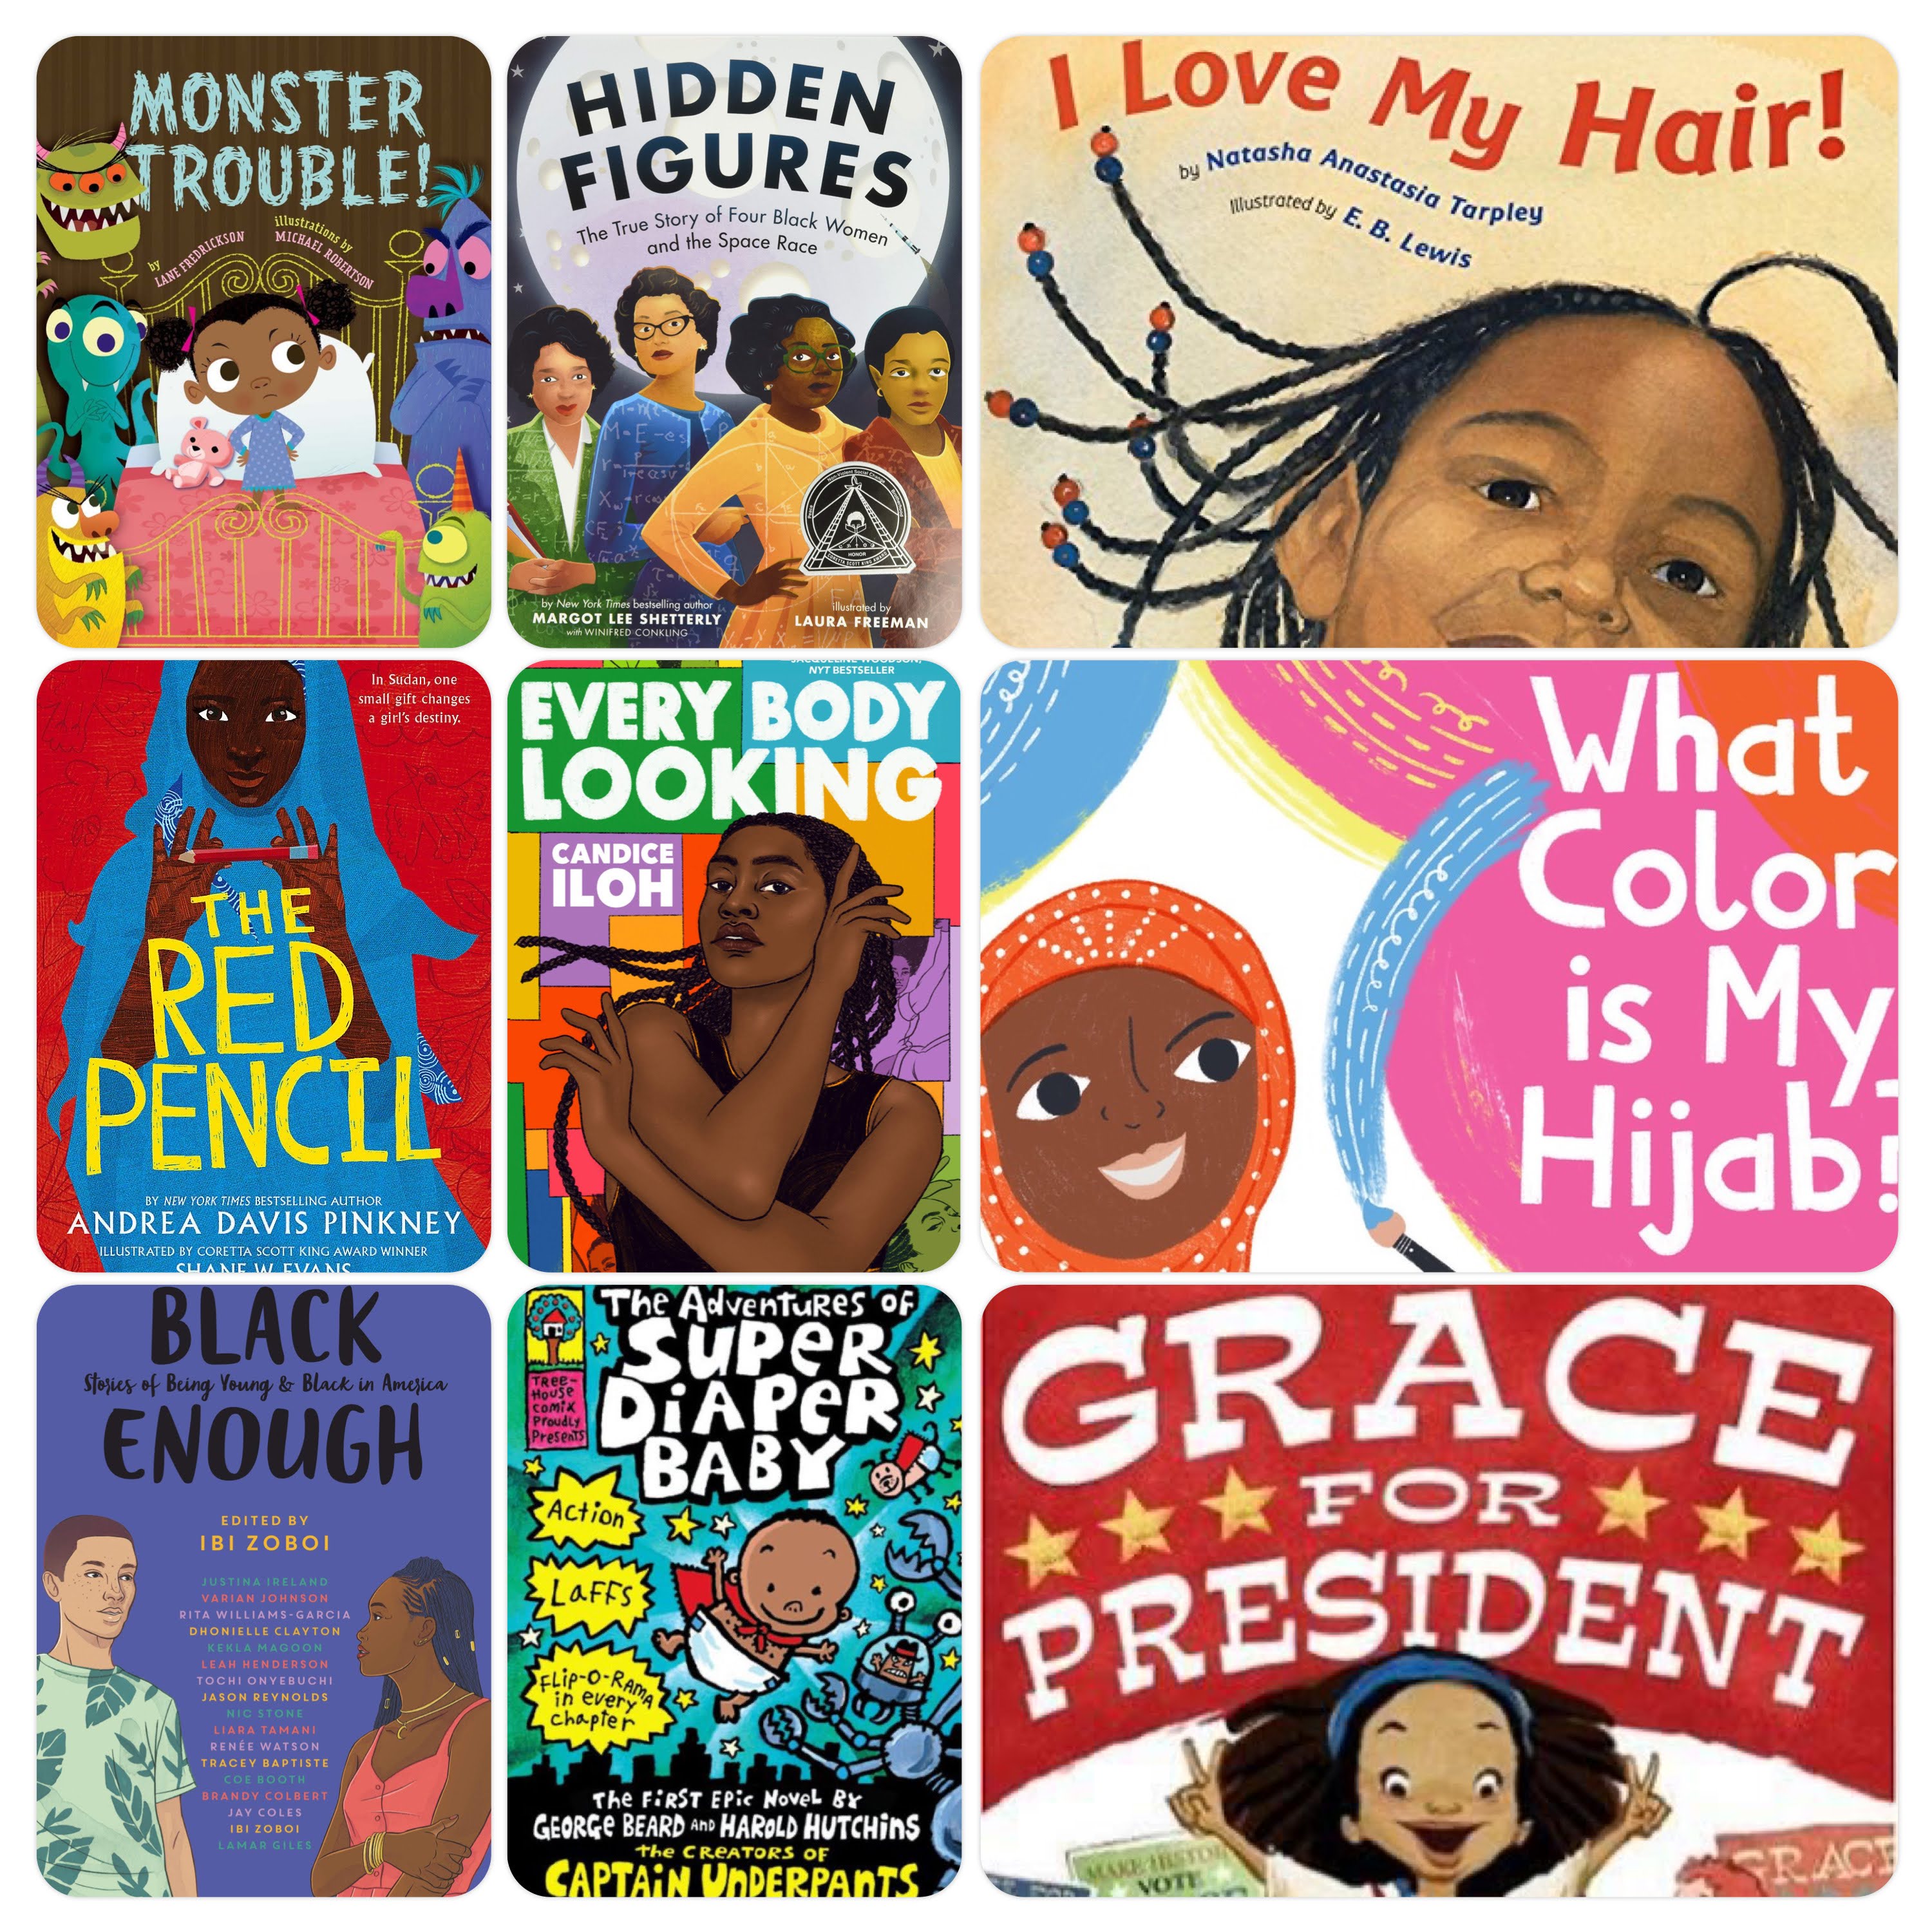 MONSTER
TROUBLE!
by LANE FREDRICKSON
illustrations by
MICHAEL ROBERTSON
HIDDEN
FIGURES
The True Story of Four Black Women
and the Space Race
HONOR
by New York Times bestselling author
MARGOT LEE SHETTERLY
with WINIFRED CONKLING
illustrated by
LAURA FREEMAN
I Love My Hair!
by Natasha Anastasia Tarpley
Illustrated by E. B. Lewis
In Sudan, one
small gift changes
a girl's destiny.
THE
RED
PENCIL
BY NEW YORK TIMES BESTSELLING AUTHOR
ANDREA DAVIS PINKNEY
ILLUSTRATED BY CORETTA SCOTT KING AWARD WINNER
SHANE W. EVANS
JACQUELINE WOODSON,
NYT BESTSELLER
EVERY BODY
LOOKING
CANDICE
ILOH
What
Color
is My
Hijab?
BLACK
Stories of Being Young & Black in America
ENOUGH
EDITED BY
IBI ZOBOI
JUSTINA IRELAND
VARIAN JOHNSON
RITA WILLIAMS-GARCIA
DHONIELLE CLAYTON
KEKLA MAGOON
LEAH HENDERSON
TOCHI ONYEBUCHI
JASON REYNOLDS
NIC STONE
LIARA TAMANI
RENÉE WATSON
TRACEY BAPTISTE
COE BOOTH
BRANDY COLBERT
JAY COLES
IBI ZOBOI
LAMAR GILES
The Adventures of
SUPER
DiAPER
BABY
TREE-
House
comix
Proudly
Presents
Action
Laffs
Flip-O-Rama
in every
chapter
the First Epic Novel By
George Beard AND Harold Hutchins
the creators of
CAPTAiN UNDERPANTS
GRACE
FOR
PRESIDENT
MAKE HISTO
VOTE
GRACE